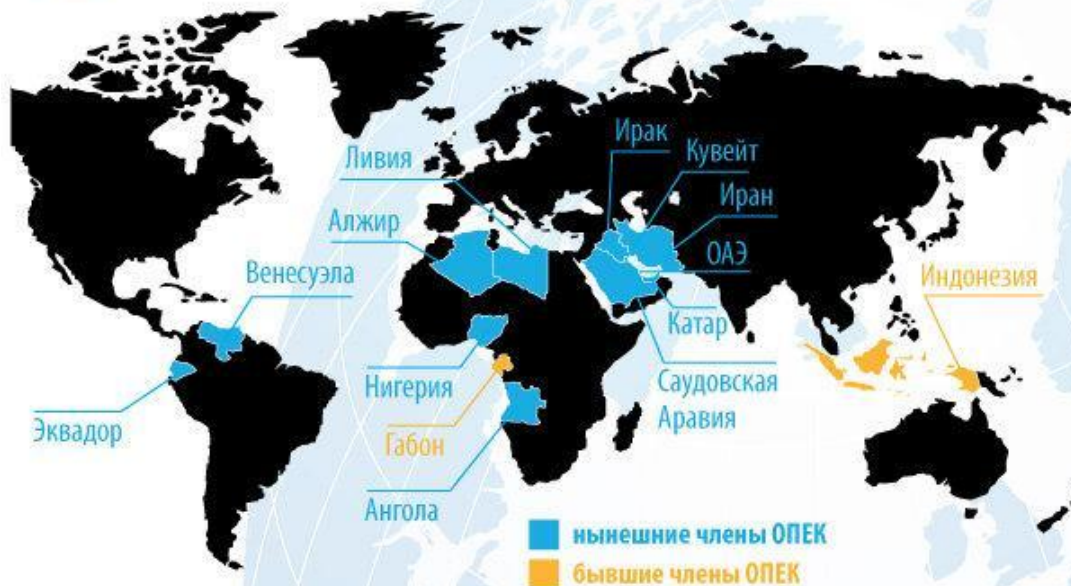 Ирак
Кувейт
Ливия
Иран
Алжир
ОАЭ
Венесуэла
Индонезия
Катар
Нигерия
Саудовская
Аравия
Эквадор
Габон
Ангола
нынешние члены ОПЕК
бывшие члены ОПЕК